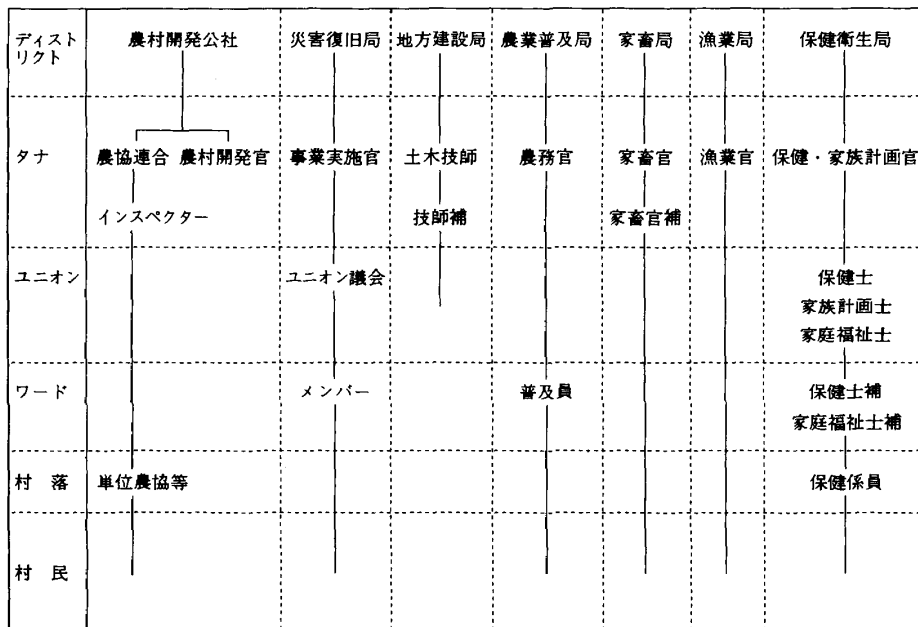 ディスト 農村開発公社 災害復旧局 地方建設局 農業普及局 家畜局 漁業局 保健衛生局
リクト
タナ 農協連合 農村開発官 事業実施官 土木技師 農務官 家畜官 漁業官 保健・家族計画官
インスペクター 技師補 家畜官補
ユニオン ユニオン議会 保健士
家族計画士
家庭福祉士
ワード メンバー 普及員 保健士補
家庭福祉士補
村 落 単位農協等 保健係員
村 民